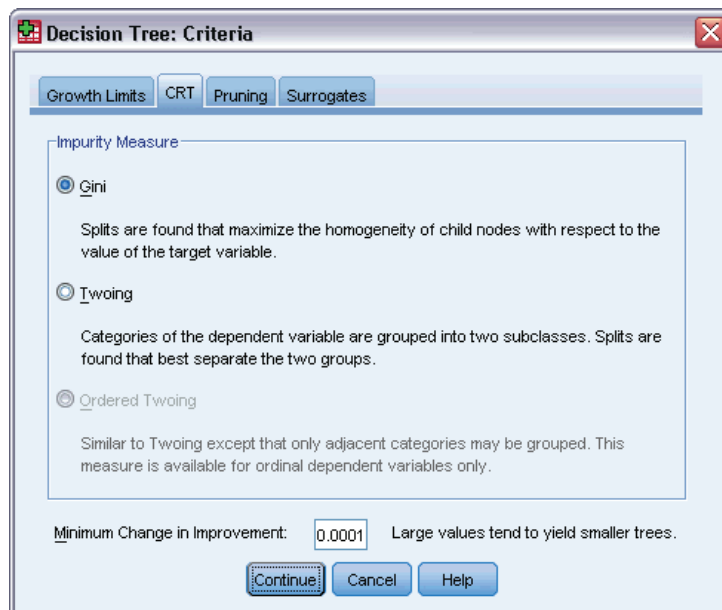 Decision Tree: Criteria
Growth Limits CRT Pruning Surrogates
Impurity Measure
Gini
Splits are found that maximize the homogeneity of child nodes with respect to the
value of the target variable.
Twoing
Categories of the dependent variable are grouped into two subclasses. Splits are
found that best separate the two groups.
Ordered Twoing
Similar to Twoing except that only adjacent categories may be grouped. This
measure is available for ordinal dependent variables only.
Minimum Change in Improvement: 0.0001 Large values tend to yield smaller trees.
Continue Cancel Help